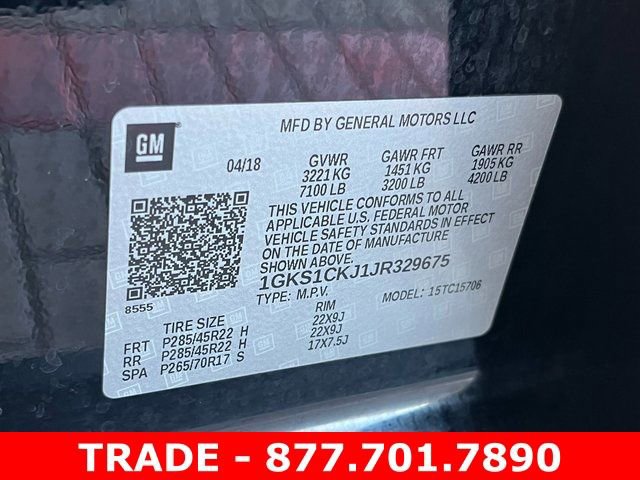 GM
MFD BY GENERAL MOTORS LLC
04/18 GVWR GAWR FRT GAWR RR
3221 KG 1451 KG 1905 KG
7100 LB 3200 LB 4200 LB
THIS VEHICLE CONFORMS TO ALL
APPLICABLE U.S. FEDERAL MOTOR
VEHICLE SAFETY STANDARDS IN EFFECT
ON THE DATE OF MANUFACTURE
SHOWN ABOVE.
1GKS1CKJ1JR329675
TYPE: M.P.V. MODEL: 15TC15706
8555
TIRE SIZE RIM
FRT P285/45R22 H 22X9J
RR P285/45R22 H 22X9J
SPA P265/70R17 S 17X7.5J
TRADE - 877.701.7890